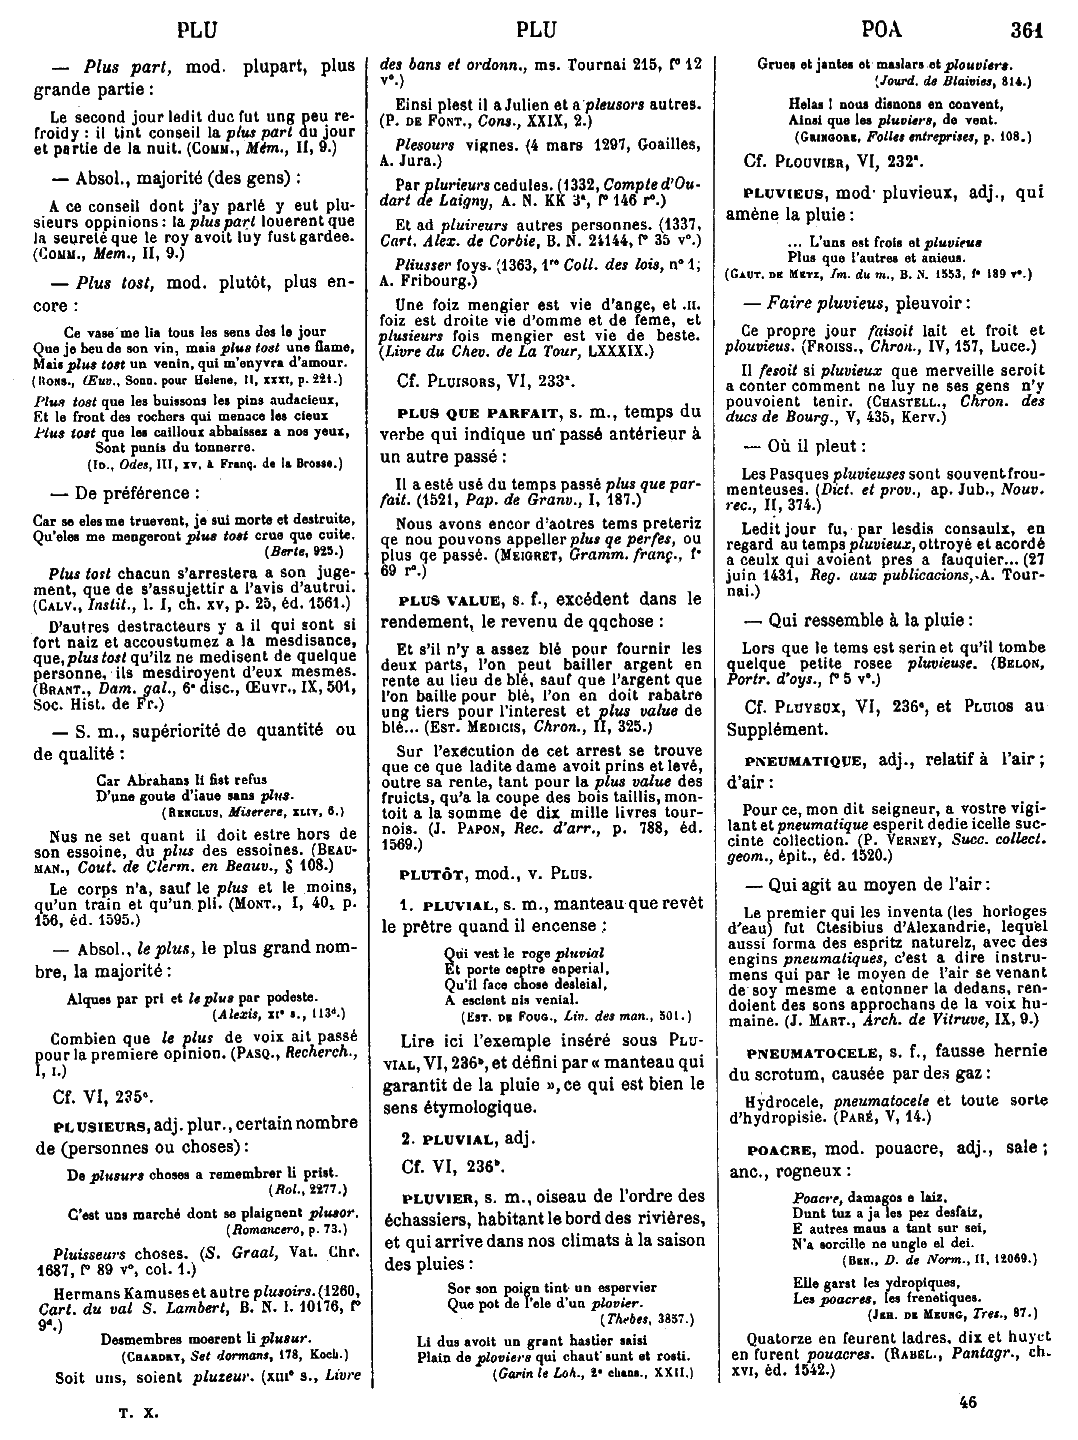 PLU
PLU
POA
361
— Plus part, mod. plupart, plus
grande partie :
Le second jour ledit duc fut ung peu re-
froidy : il tint conseil la plus part du jour
et partie de la nuit. (COMM., Mém., II, 9.)
— Absol., majorité (des gens) :
A ce conseil dont j'ay parlé y eut plu-
sieurs oppinions : la plus part louerent que
la seureté que le roy avoit luy fust gardee.
(COMM., Mem., II, 9.)
— Plus tost, mod. plutôt, plus en-
core :
Ce vase me lia tous les sens des le jour
Que je beu de son vin, mais plus tost une flame,
Mais plus tost un venin, qui m'enyvra d'amour.
(RONS., Œuv., Sonn. pour Helene, II, XXXI, p. 221.)
Plus tost que les buissons les pins audacieux,
Et le front des rochers qui menace les cieux
Plus tost que les cailloux abbaissez a nos yeux,
Sont punis du tonnerre.
(ID., Odes, III, XV, A Franç. de la Brosse.)
— De préférence :
Car se eles me truevent, je sui morte et destruite,
Qu'eles me mengeront plus tost crue que cuite.
(Berte, 925.)
Plus tost chacun s'arrestera a son juge-
ment, que de s'assujettir a l'avis d'autrui.
(CALV., Instit., l. I, ch. XV, p. 25, éd. 1561.)
D'autres destracteurs y a il qui sont si
fort naiz et accoustumez a la mesdisance,
que, plus tost qu'ilz ne medisent de quelque
personne, ils mesdiroyent d'eux mesmes.
(BRANT., Dam. gal., 6e disc., Œuvr., IX, 501,
Soc. Hist. de Fr.)
— S. m., supériorité de quantité ou
de qualité :
Car Abrahans li fist refus
D'une goute d'iaue sans plus.
(RENCLUS, Miserere, XLIV, 6.)
Nus ne set quant il doit estre hors de
son essoine, du plus des essoines. (BEAU-
MAN., Cout. de Clerm. en Beauv., § 108.)
Le corps n'a, sauf le plus et le moins,
qu'un train et qu'un pli. (MONT., I, 40, p.
156, éd. 1595.)
— Absol., le plus, le plus grand nom-
bre, la majorité :
Alques par pri et le plus par podeste.
(Alexis, XIe s., 113d.)
Combien que le plus de voix ait passé
pour la premiere opinion. (PASQ., Recherch.,
I, I.)
Cf. VI, 235c.
PLUSIEURS, adj. plur., certain nombre
de (personnes ou choses) :
De plusurs choses a remembrer li prist.
(Rol., 2277.)
C'est uns marché dont se plaignent plusor.
(Romancero, p. 73.)
Pluisseurs choses. (S. Graal, Vat. Chr.
1687, f° 89 v°, col. 1.)
Hermans Kamuses et autre plusoirs. (1260,
Cart. du val S. Lambert, B. N. l. 10176, f°
9d.)
Desmembres moerent li plusur.
(CHARDRY, Set dormans, 178, Koch.)
Soit uns, soient pluzeur. (XIIIe s., Livre
T. X.
des bans et ordonn., ms. Tournai 215, f° 12
v°.)
Einsi plest il a Julien et a pleusors autres.
(P. DE FONT., Cons., XXIX, 2.)
Plesours vignes. (4 mars 1297, Goailles,
A. Jura.)
Par plurieurs cedules. (1332, Compte d'Ou-
dart de Laigny, A. N. KK 3a, f° 146 r°.)
Et ad pluireurs autres personnes. (1337,
Cart. Alex. de Corbie, B. N. 24144, f° 35 v°.)
Pliusser foys. (1363, 1re Coll. des lois, n° 1;
A. Fribourg.)
Une foiz mengier est vie d'ange, et .II.
foiz est droite vie d'omme et de feme, et
plusieurs fois mengier est vie de beste.
(Livre du Chev. de La Tour, LXXXIX.)
Cf. PLUISORS, VI, 233a.
PLUS QUE PARFAIT, s. m., temps du
verbe qui indique un passé antérieur à
un autre passé :
Il a esté usé du temps passé plus que par-
fait. (1521, Pap. de Granv., I, 187.)
Nous avons encor d'aotres tems preteriz
qe nou pouvons appeller plus qe perfes, ou
plus qe passé. (MEIGRET, Gramm. franç., f°
69 r°.)
PLUS VALUE, s. f., excédent dans le
rendement, le revenu de qqchose :
Et s'il n'y a assez blé pour fournir les
deux parts, l'on peut bailler argent en
rente au lieu de blé, sauf que l'argent que
l'on baille pour blé, l'on en doit rabatre
ung tiers pour l'interest et plus value de
blé... (EST. MEDICIS, Chron., II, 325.)
Sur l'execution de cet arrest se trouve
que ce que ladite dame avoit prins et levé,
outre sa rente, tant pour la plus value des
fruicts, qu'a la coupe des bois taillis, mon-
toit a la somme de dix mille livres tour-
nois. (J. PAPON, Rec. d'arr., p. 788, éd.
1569.)
PLUTÔT, mod., v. PLUS.
1. PLUVIAL, s. m., manteau que revêt
le prêtre quand il encense :
Qui vest le roge pluvial
Et porte ceptre enperial,
Qu'il face chose desleial,
A escient nis venial.
(EST. DE FOUG., Lin. des man., 501.)
Lire ici l'exemple inséré sous PLU-
VIAL, VI, 236b, et défini par « manteau qui
garantit de la pluie », ce qui est bien le
sens étymologique.
2. PLUVIAL, adj.
Cf. VI, 236b.
PLUVIER, s. m., oiseau de l'ordre des
échassiers, habitant le bord des rivières,
et qui arrive dans nos climats à la saison
des pluies :
Sor son poign tint un espervier
Que pot de l'ele d'un plovier.
(Thebes, 3857.)
Li dus avoit un grant hastier saisi
Plain de ploviers qui chaut sunt et rosti.
(Garin le Loh., 2e chans., XXII.)
Grues et jantes et maslars et plouviers.
(Jourd. de Blaivies, 814.)
Helas ! nous disnons en convent,
Ainsi que les pluviers, de vent.
(GRINGORE, Folles entreprises, p. 108.)
Cf. PLOUVIER, VI, 232a.
PLUVIEUS, mod. pluvieux, adj., qui
amène la pluie :
... L'uns est frois et pluvieus
Plus que l'autres et anieus.
(GAUT. DE METZ, Im. du m., B. N. 1553, f° 189 v°.)
— Faire pluvieus, pleuvoir :
Ce propre jour faisoit lait et froit et
plouvieus. (FROISS., Chron., IV, 157, Luce.)
Il fesoit si pluvieux que merveille seroit
a conter comment ne luy ne ses gens n'y
pouvoient tenir. (CHASTELL., Chron. des
ducs de Bourg., V, 435, Kerv.)
— Où il pleut :
Les Pasques pluvieuses sont souvent frou-
menteuses. (Dict. et prov., ap. Jub., Nouv.
rec., II, 374.)
Ledit jour fu, par lesdis consaulx, en
regard au temps pluvieux, ottroyé et acordé
a ceulx qui avoient pres a fauquier... (27
juin 1431, Reg. aux publicacions, A. Tour-
nai.)
— Qui ressemble à la pluie :
Lors que le tems est serin et qu'il tombe
quelque petite rosee pluvieuse. (BELON,
Portr. d'oys., f° 5 v°.)
Cf. PLUYEUX, VI, 236c, et PLUIOS au
Supplément.
PNEUMATIQUE, adj., relatif à l'air ;
d'air :
Pour ce, mon dit seigneur, a vostre vigi-
lant et pneumatique esperit dedie icelle suc-
cinte collection. (P. VERNEY, Succ. collect.
geom., épit., éd. 1520.)
— Qui agit au moyen de l'air :
Le premier qui les inventa (les horloges
d'eau) fut Ctesibius d'Alexandrie, lequel
aussi forma des espritz naturelz, avec des
engins pneumatiques, c'est a dire instru-
mens qui par le moyen de l'air se venant
de soy mesme a entonner la dedans, ren-
doient des sons approchans de la voix hu-
maine. (J. MART., Arch. de Vitruve, IX, 9.)
PNEUMATOCELE, s. f., fausse hernie
du scrotum, causée par des gaz :
Hydrocele, pneumatocele et toute sorte
d'hydropisie. (PARÉ, V, 14.)
POACRE, mod. pouacre, adj., sale ;
anc., rogneux :
Poacre, damagos e laiz,
Dunt tuz a ja les pez desfaiz,
E autres maus a tant sur sei,
N'a sorcille ne ungle el dei.
(BEN., D. de Norm., II, 12069.)
Elle garst les ydropiques,
Les poacres, les frenetiques.
(JEH. DE MEUNG, Tres., 87.)
Quatorze en feurent ladres, dix et huyct
en furent pouacres. (RABEL., Pantagr., ch.
XVI, éd. 1542.)
46